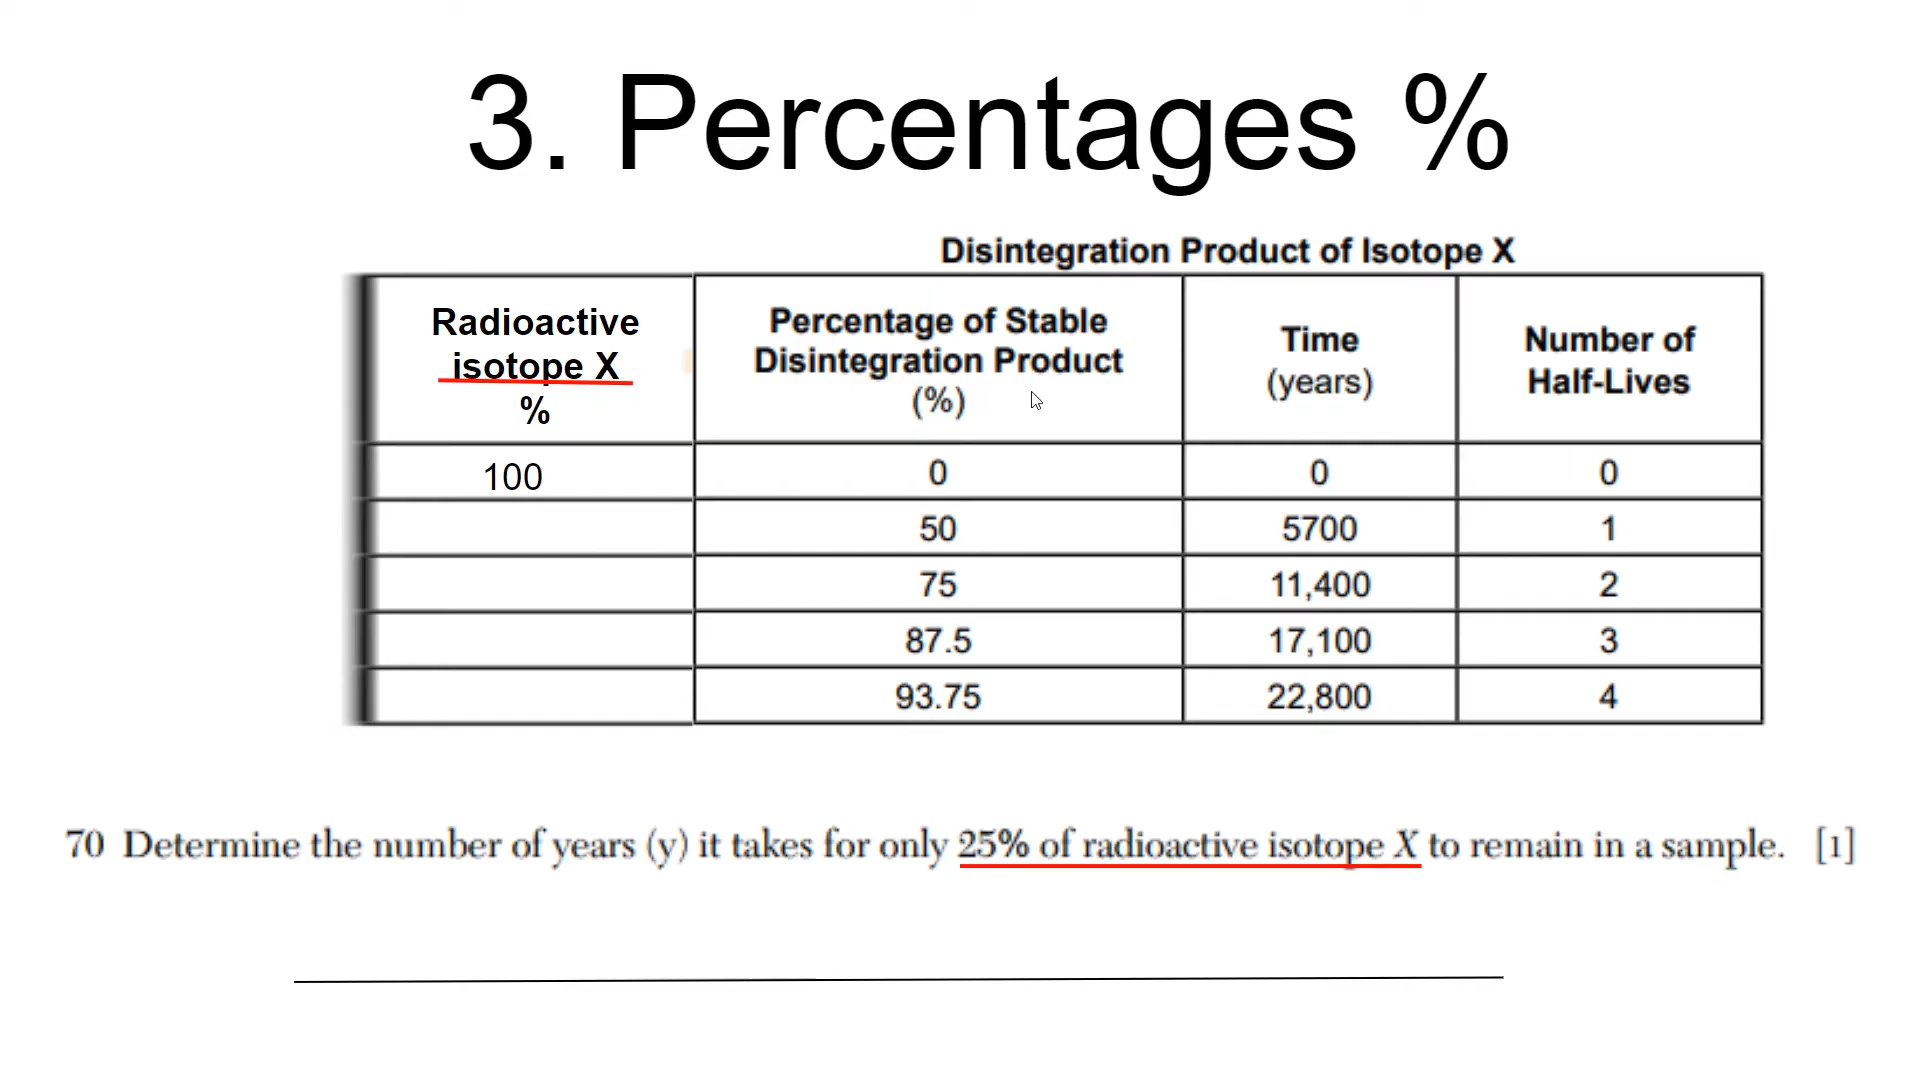 3. Percentages %
Disintegration Product of Isotope X
Radioactive
isotope X
%
Percentage of Stable
Disintegration Product
(%)
Time
(years)
Number of
Half-Lives
100 0 0 0
50 5700 1
75 11,400 2
87.5 17,100 3
93.75 22,800 4
70 Determine the number of years (y) it takes for only 25% of radioactive isotope X to remain in a sample. [1]